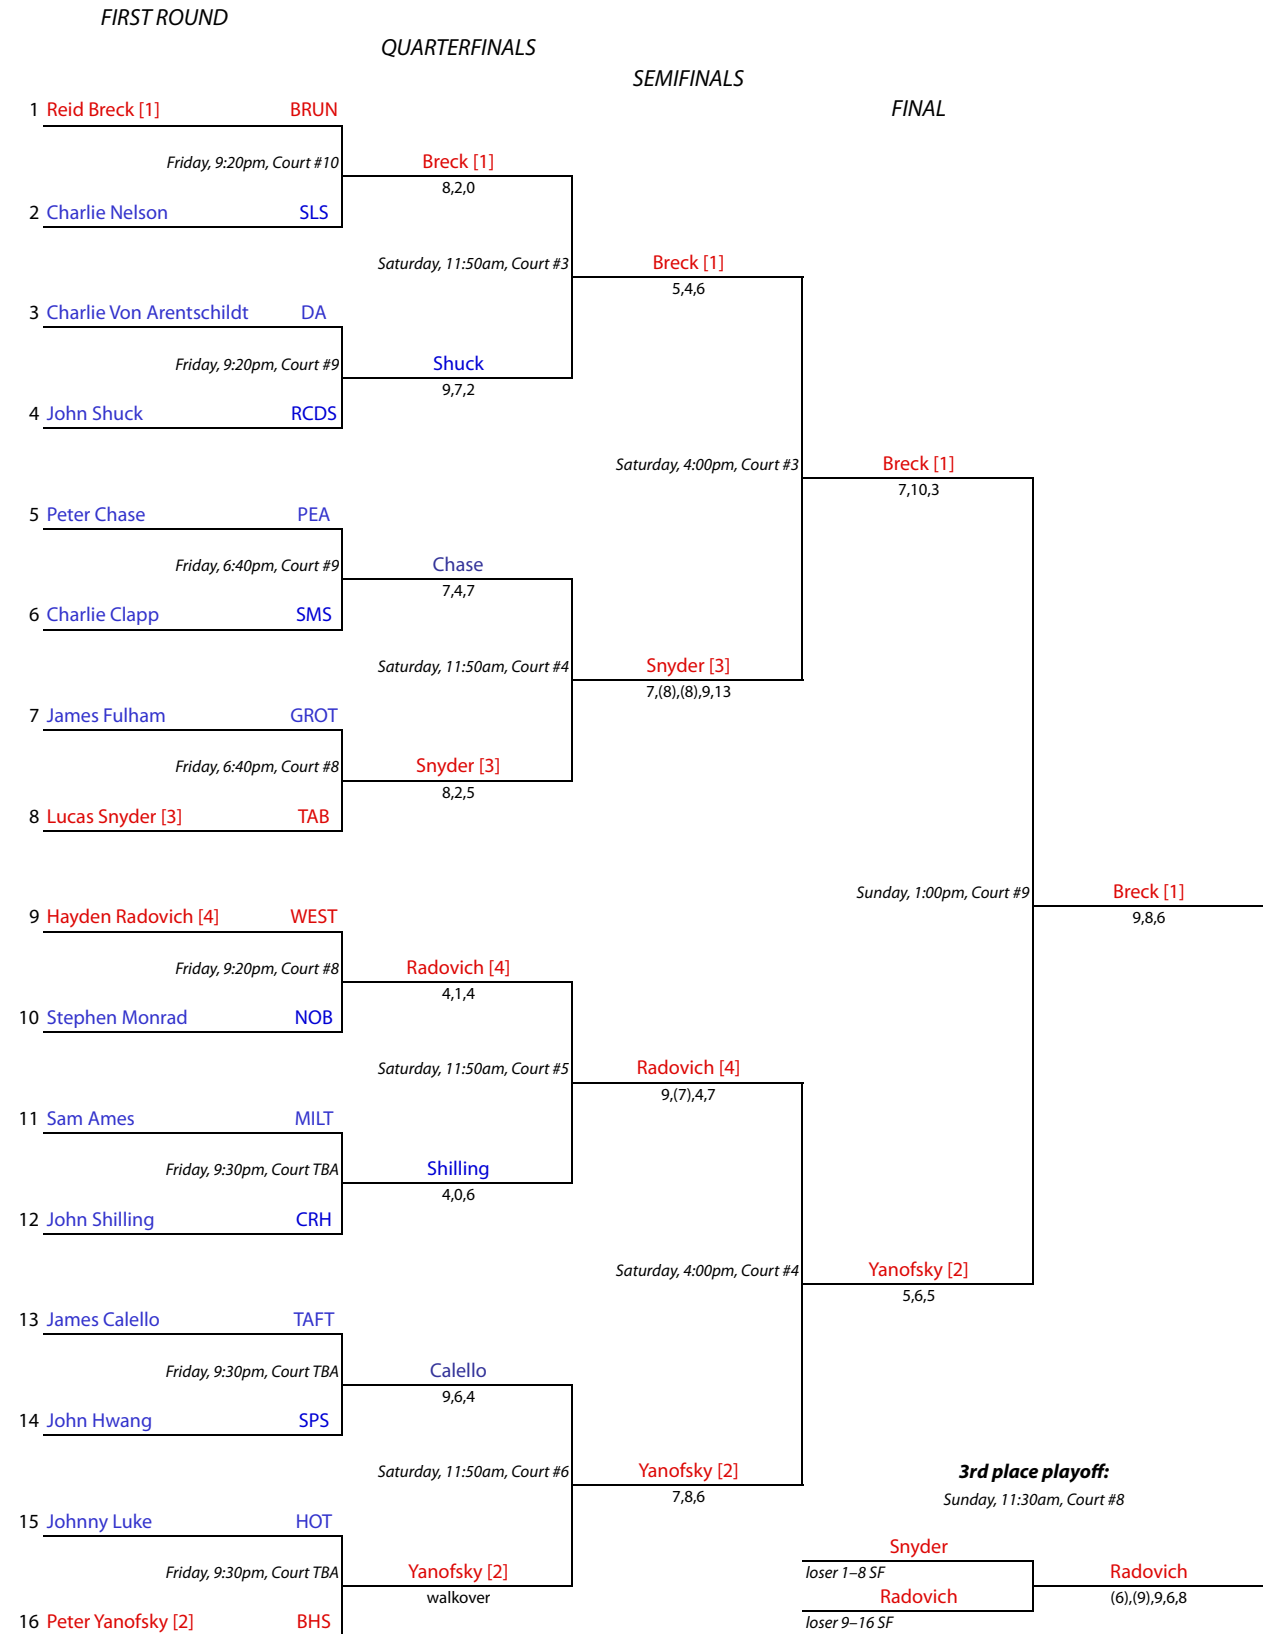 FIRST ROUND
QUARTERFINALS
SEMIFINALS
FINAL
1 Reid Breck [1] BRUN
Friday, 9:20pm, Court #10
Breck [1]
8,2,0
2 Charlie Nelson SLS
Saturday, 11:50am, Court #3
Breck [1]
5,4,6
3 Charlie Von Arentschildt DA
Friday, 9:20pm, Court #9
Shuck
9,7,2
4 John Shuck RCDS
Saturday, 4:00pm, Court #3
Breck [1]
7,10,3
5 Peter Chase PEA
Friday, 6:40pm, Court #9
Chase
7,4,7
6 Charlie Clapp SMS
Saturday, 11:50am, Court #4
Snyder [3]
7,(8),(8),9,13
7 James Fulham GROT
Friday, 6:40pm, Court #8
Snyder [3]
8,2,5
8 Lucas Snyder [3] TAB
Sunday, 1:00pm, Court #9
Breck [1]
9,8,6
9 Hayden Radovich [4] WEST
Friday, 9:20pm, Court #8
Radovich [4]
4,1,4
10 Stephen Monrad NOB
Saturday, 11:50am, Court #5
Radovich [4]
9,(7),4,7
11 Sam Ames MILT
Friday, 9:30pm, Court TBA
Shilling
4,0,6
12 John Shilling CRH
Saturday, 4:00pm, Court #4
Yanofsky [2]
5,6,5
13 James Calello TAFT
Friday, 9:30pm, Court TBA
Calello
9,6,4
14 John Hwang SPS
Saturday, 11:50am, Court #6
Yanofsky [2]
7,8,6
3rd place playoff:
Sunday, 11:30am, Court #8
15 Johnny Luke HOT
Friday, 9:30pm, Court TBA
Yanofsky [2]
walkover
16 Peter Yanofsky [2] BHS
Snyder
loser 1–8 SF
Radovich
(6),(9),9,6,8
Radovich
loser 9–16 SF